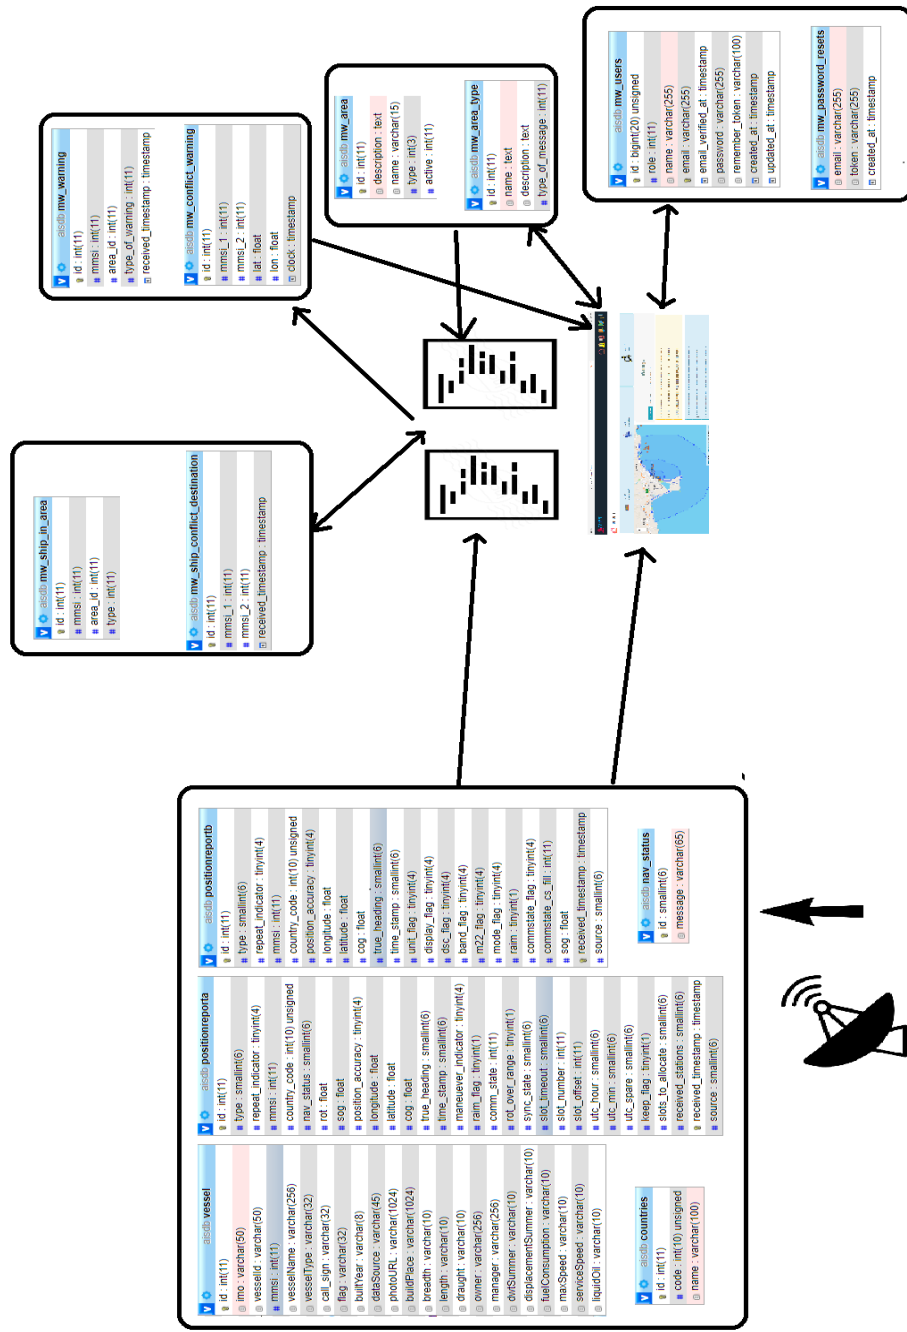 aisdb vessel
id : int(11)
imo : varchar(50)
vesselId : varchar(50)
mmsi : int(11)
vesselName : varchar(256)
vesselType : varchar(32)
call_sign : varchar(32)
flag : varchar(32)
builtYear : varchar(8)
dataSource : varchar(45)
photoURL : varchar(1024)
buildPlace : varchar(1024)
breadth : varchar(10)
length : varchar(10)
draught : varchar(10)
owner : varchar(256)
manager : varchar(256)
dwtSummer : varchar(10)
displacementSummer : varchar(10)
fuelConsumption : varchar(10)
maxSpeed : varchar(10)
serviceSpeed : varchar(10)
liquidOil : varchar(10)
aisdb countries
id : int(11)
code : int(10) unsigned
name : varchar(100)
aisdb positionreporta
id : int(11)
type : smallint(6)
repeat_indicator : tinyint(4)
mmsi : int(11)
country_code : int(10) unsigned
nav_status : smallint(6)
rot : float
sog : float
position_accuracy : tinyint(4)
longitude : float
latitude : float
cog : float
true_heading : smallint(6)
time_stamp : smallint(6)
maneuever_indicator : tinyint(4)
raim_flag : tinyint(1)
comm_state : int(11)
rot_over_range : tinyint(1)
sync_state : smallint(6)
slot_timeout : smallint(6)
slot_number : int(11)
slot_offset : int(11)
utc_hour : smallint(6)
utc_min : smallint(6)
utc_spare : smallint(6)
keep_flag : tinyint(1)
slots_to_allocate : smallint(6)
received_stations : smallint(6)
received_timestamp : timestamp
source : smallint(6)
aisdb positionreportb
id : int(11)
type : smallint(6)
repeat_indicator : tinyint(4)
mmsi : int(11)
country_code : int(10) unsigned
position_accuracy : tinyint(4)
longitude : float
latitude : float
cog : float
true_heading : smallint(6)
time_stamp : smallint(6)
unit_flag : tinyint(4)
display_flag : tinyint(4)
dsc_flag : tinyint(4)
band_flag : tinyint(4)
m22_flag : tinyint(4)
mode_flag : tinyint(4)
raim : tinyint(1)
commstate_flag : tinyint(4)
commstate_cs_fill : int(11)
sog : float
received_timestamp : timestamp
source : smallint(6)
aisdb nav_status
id : smallint(6)
message : varchar(65)
aisdb mw_ship_in_area
id : int(11)
mmsi : int(11)
area_id : int(11)
type : int(11)
aisdb mw_ship_conflict_destination
id : int(11)
mmsi_1 : int(11)
mmsi_2 : int(11)
received_timestamp : timestamp
aisdb mw_warning
id : int(11)
mmsi : int(11)
area_id : int(11)
type_of_warning : int(11)
received_timestamp : timestamp
aisdb mw_conflict_warning
id : int(11)
mmsi_1 : int(11)
mmsi_2 : int(11)
lat : float
lon : float
clock : timestamp
aisdb mw_area
id : int(11)
description : text
name : varchar(15)
type : int(3)
active : int(11)
aisdb mw_area_type
id : int(11)
name : text
description : text
type_of_message : int(11)
aisdb mw_users
id : bigint(20) unsigned
role : int(11)
name : varchar(255)
email : varchar(255)
email_verified_at : timestamp
password : varchar(255)
remember_token : varchar(100)
created_at : timestamp
updated_at : timestamp
aisdb mw_password_resets
email : varchar(255)
token : varchar(255)
created_at : timestamp